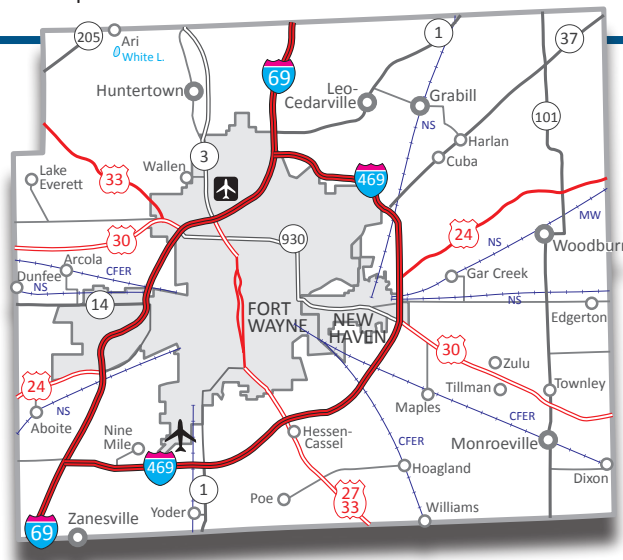 205
Ari
White L.
1
37
69
Huntertown
Leo-
Cedarville
Grabill
101
NS
Harlan
Cuba
3
Wallen
Lake
Everett
33
469
MW
24
NS
30
930
Woodburn
Arcola
CFER
Dunfee
NS
Gar Creek
NS
14
FORT
WAYNE
NEW
HAVEN
Edgerton
30
Zulu
24
Tillman
Townley
NS
Aboite
Maples
CFER
Nine
Mile
Hessen-
Cassel
CFER
Monroeville
469
Hoagland
Dixon
1
27
33
Poe
Yoder
Williams
69
Zanesville